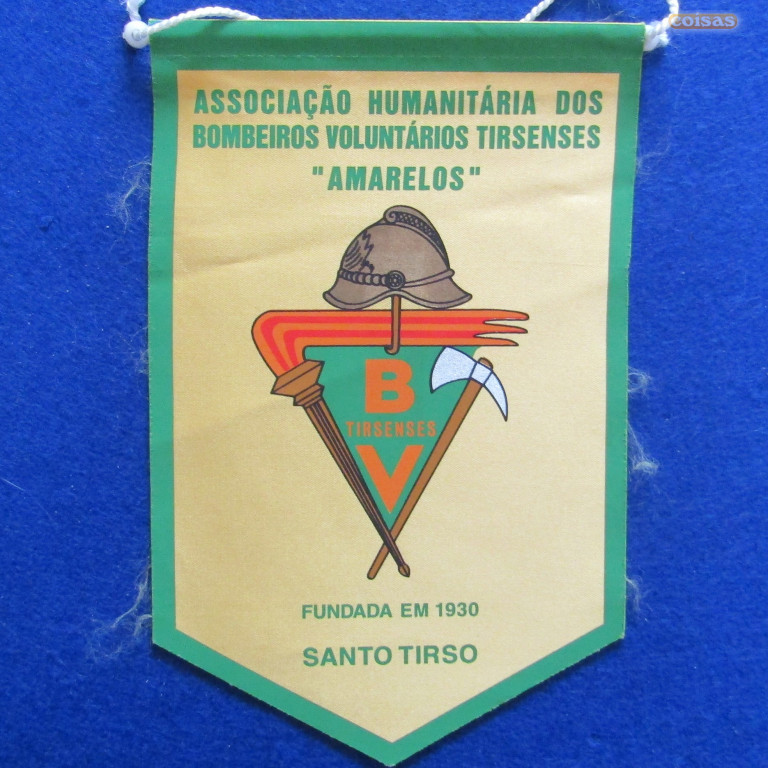 coisas
ASSOCIAÇÃO HUMANITÁRIA DOS
BOMBEIROS VOLUNTÁRIOS TIRSENSES
"AMARELOS"
B
TIRSENSES
V
FUNDADA EM 1930
SANTO TIRSO